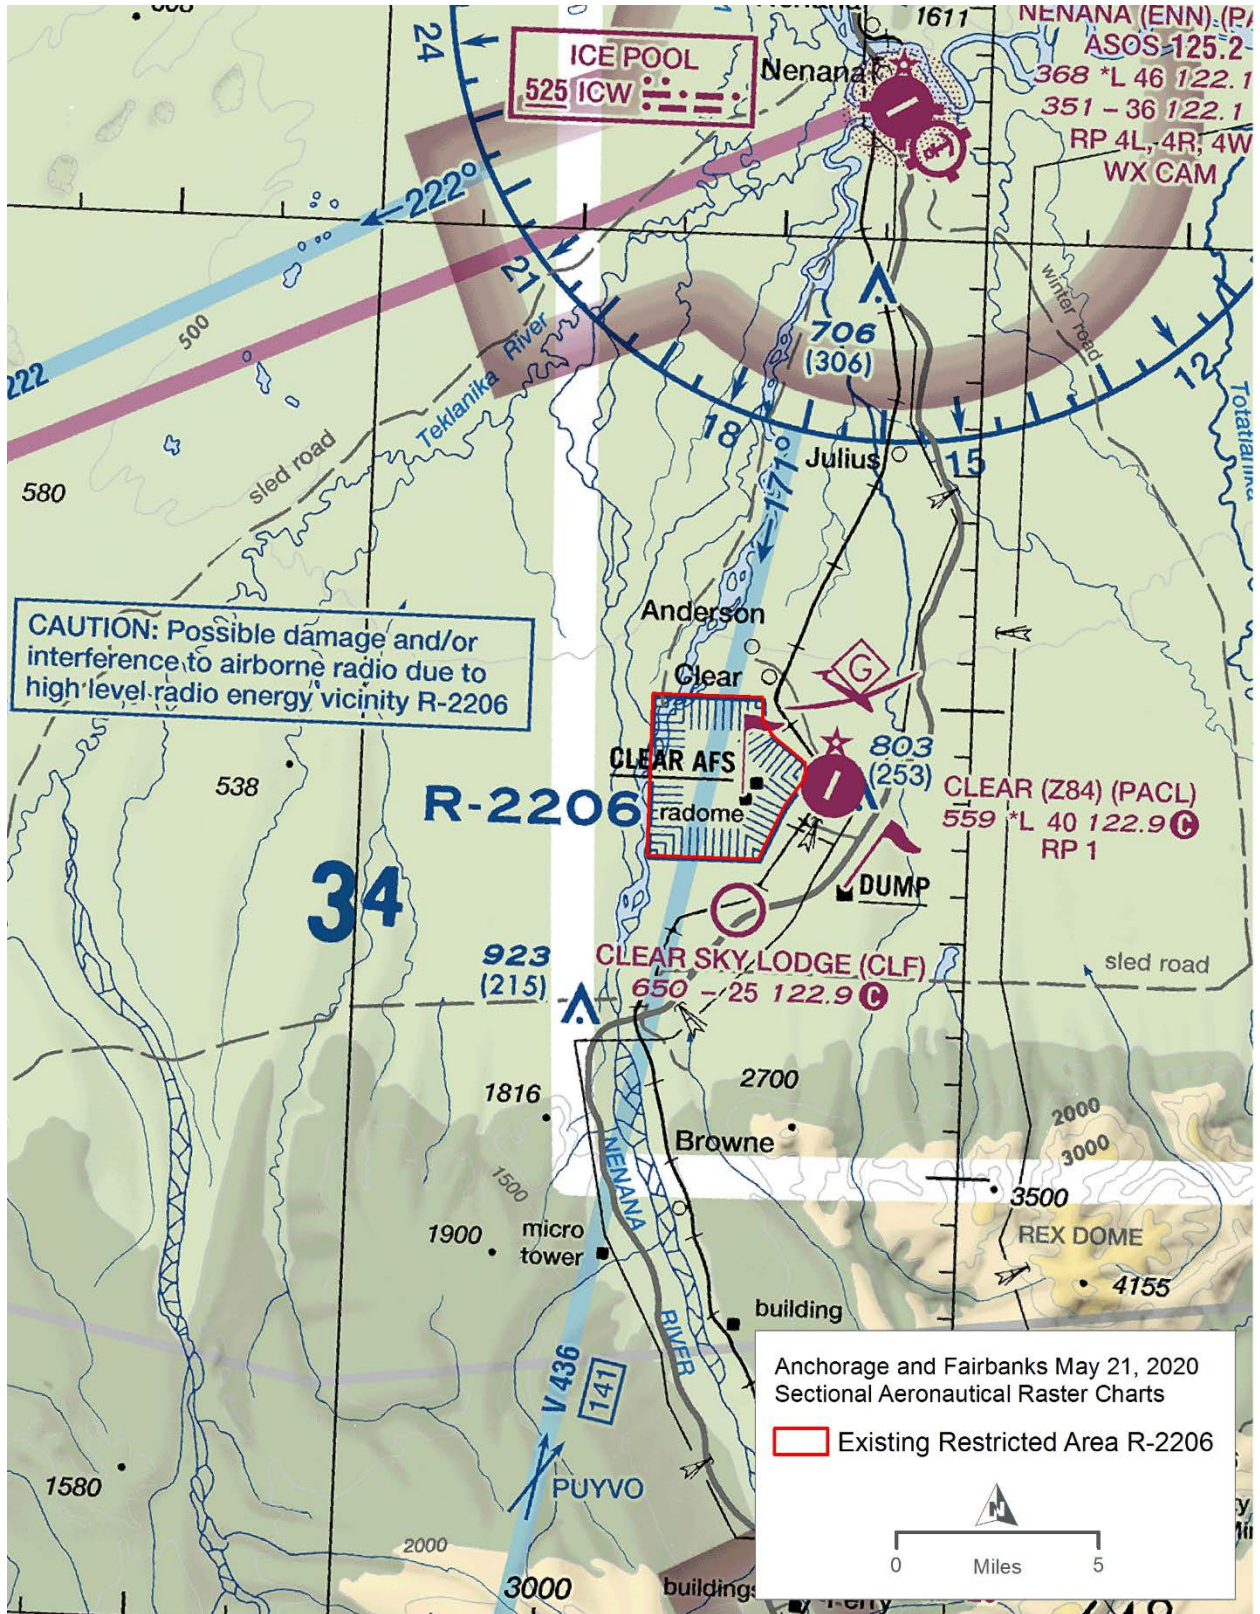 1611
24
ICE POOL
525 ICW
Nenana
NENANA (ENN)
ASOS 125.2
368 *L 46 122.1
351 – 36 122.1
RP 4L, 4R, 4W
WX CAM
222°
21
500
222
River
Teklanika
706
(306)
winter road
12
18
171°
Julius
15
sled road
580
Anderson
Clear
G
CAUTION: Possible damage and/or
interference to airborne radio due to
high level radio energy vicinity R-2206
538
R-2206
CLEAR AFS
radome
803
(253)
CLEAR (Z84) (PACL)
559 *L 40 122.9 C
RP 1
DUMP
34
923
(215)
CLEAR SKY LODGE (CLF)
650 – 25 122.9 C
sled road
1816
2700
2000
3000
Browne
1500
NENANA
3500
REX DOME
1900
micro
tower
4155
building
RIVER
V 436
141
PUYVO
1580
2000
3000
buildings
Anchorage and Fairbanks May 21, 2020
Sectional Aeronautical Raster Charts
Existing Restricted Area R-2206
N
0 5
Miles